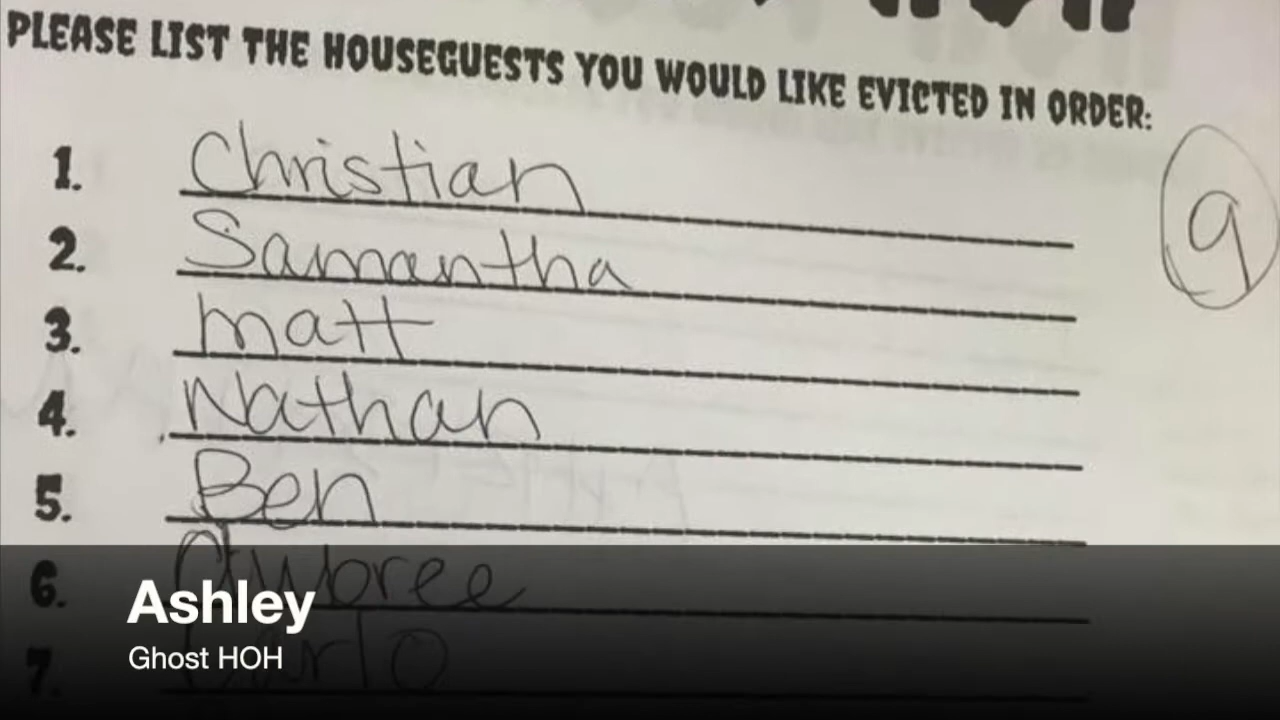 PLEASE LIST THE HOUSEGUESTS YOU WOULD LIKE EVICTED IN ORDER:
1. Christian
9
2. Samantha
3. Matt
4. Nathan
5. Ben
6.
7. Carlo
Ashley
Ghost HOH